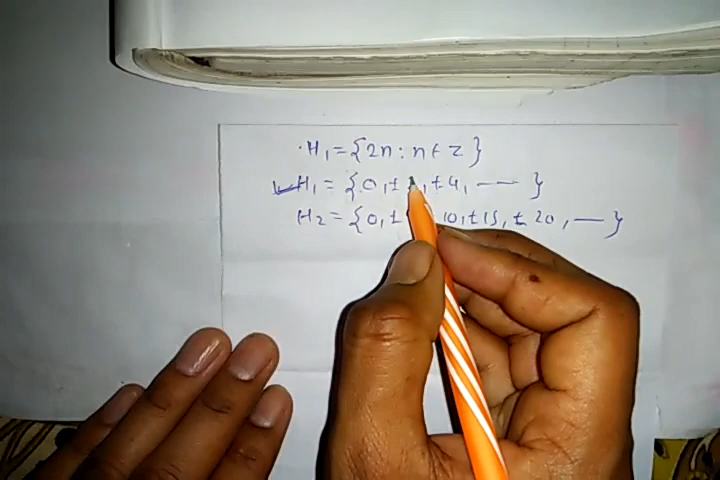 H₁ = {2n : n ∈ Z}
H₁ = {0, ± , ± 4, —— }
H₂ = {0, ± 10, ± 15, ± 20, — }